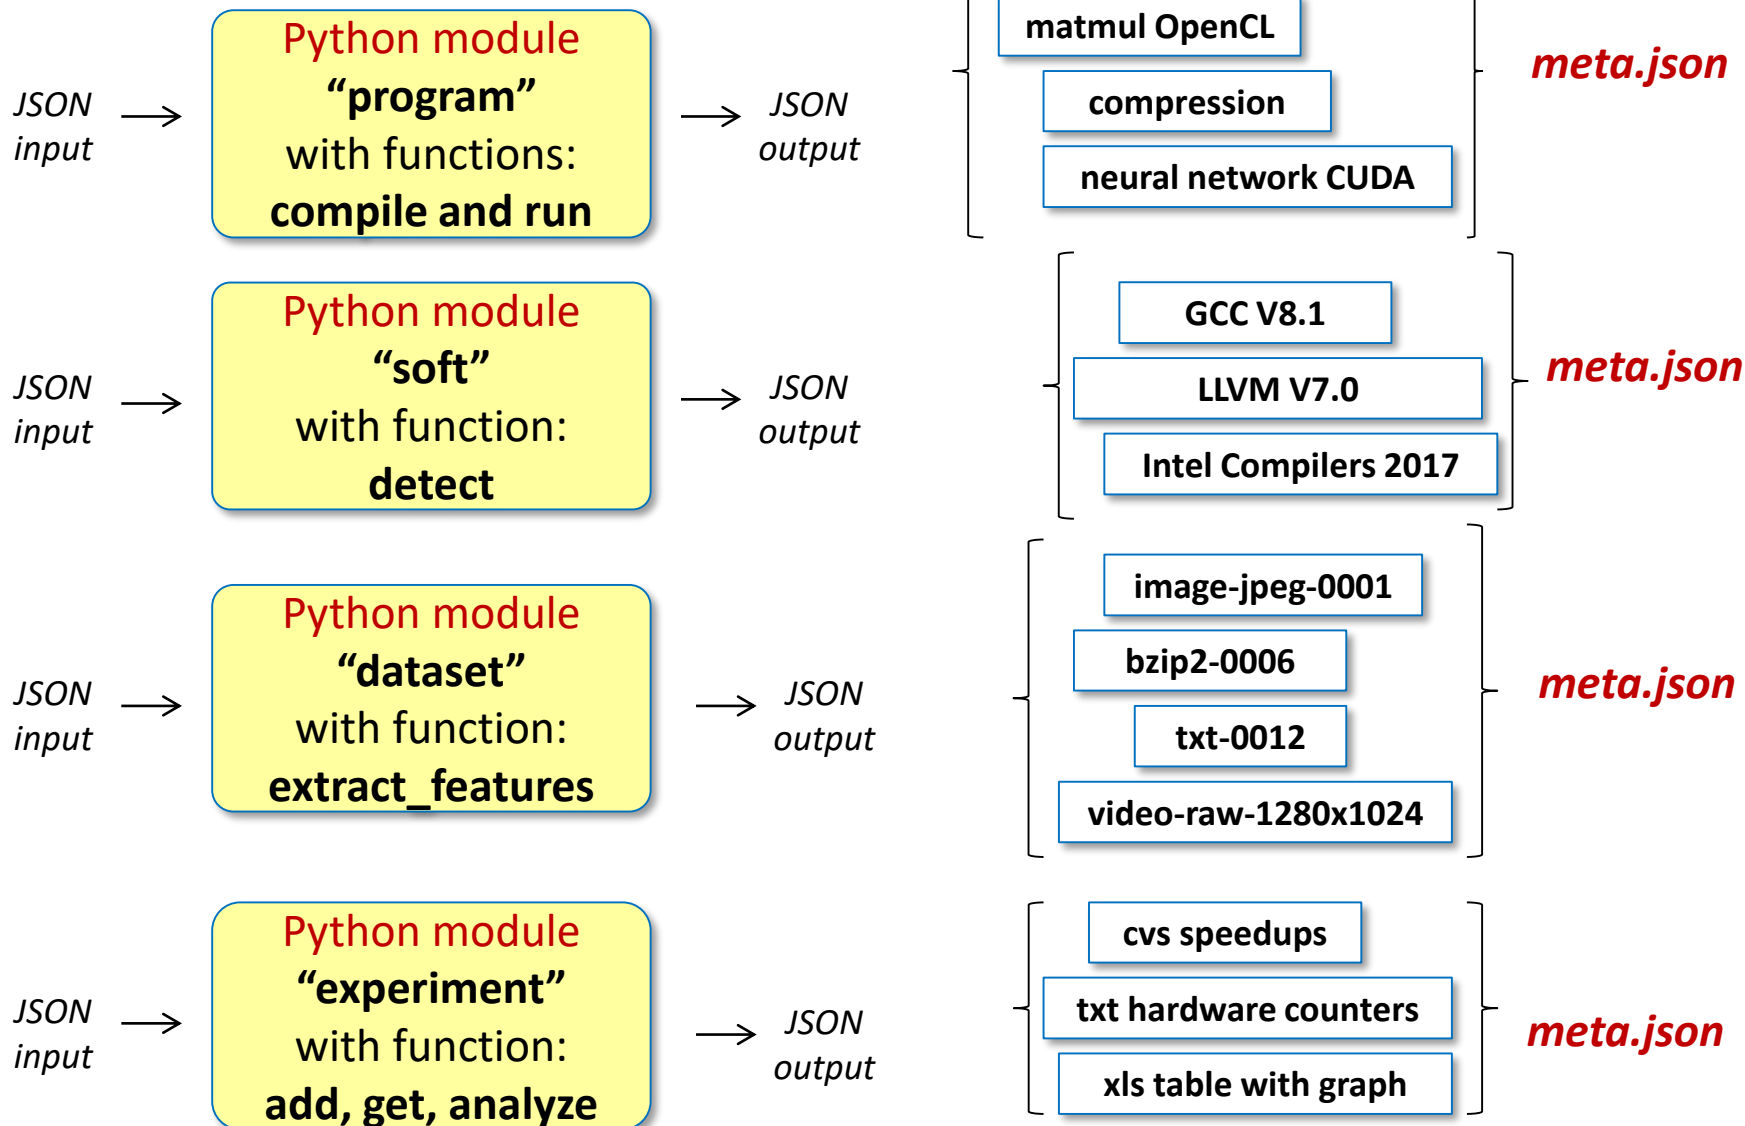 Python module
“program”
with functions:
compile and run
JSON
input
JSON
output
matmul OpenCL
compression
neural network CUDA
meta.json
Python module
“soft”
with function:
detect
JSON
input
JSON
output
GCC V8.1
LLVM V7.0
Intel Compilers 2017
meta.json
Python module
“dataset”
with function:
extract_features
JSON
input
JSON
output
image-jpeg-0001
bzip2-0006
txt-0012
video-raw-1280x1024
meta.json
Python module
“experiment”
with function:
add, get, analyze
JSON
input
JSON
output
cvs speedups
txt hardware counters
xls table with graph
meta.json